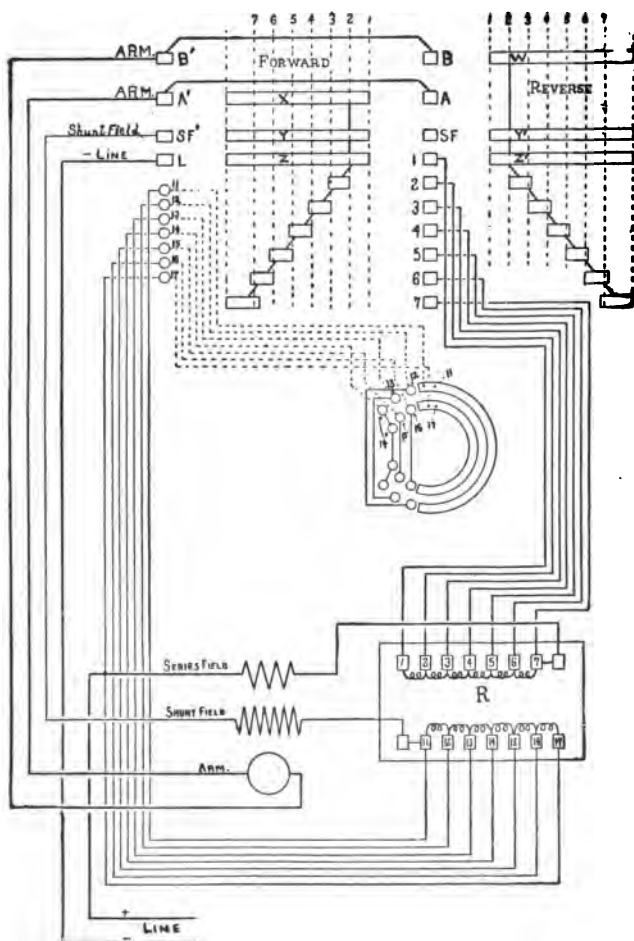 7 6 5 4 3 2 1
1 2 3 4 5 6 7
ARM. B' FORWARD B W
REVERSE
ARM. A' X A
Shunt Field SF' Y SF Y'
- LINE L Z 1 Z'
2
3
4
5
6
7
11
12
13
14
15
16
17
13 12 11
14 15 16 17
SERIES FIELD
1 2 3 4 5 6 7
R
SHUNT FIELD
11 12 13 14 15 16 17
ARM.
+
LINE
-